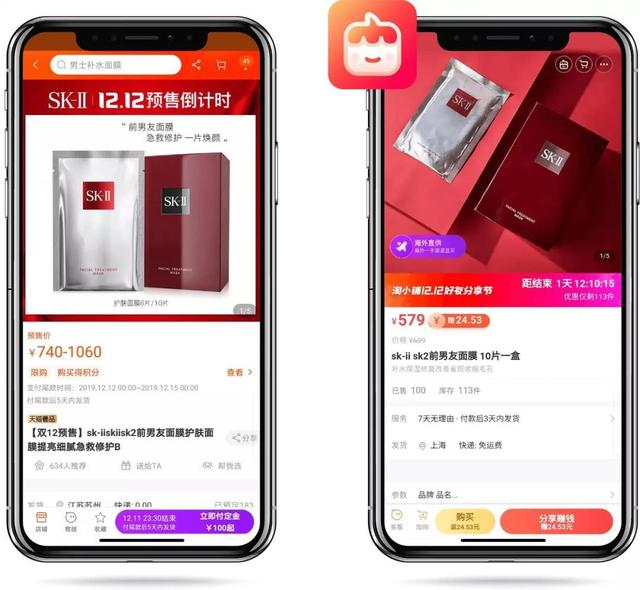 男士补水面膜
49
SK-II 12.12预售倒计时
“ 前男友面膜
急救修护 一片焕颜 „
SK-II
FACIAL TREATMENT
MASK
SK-II
FACIAL TREATMENT
MASK
护肤面膜6片/10片
1/5
预售价
¥740-1060
限购 购买得积分 查看 >
支付尾款时间：2019.12.12 00:00~2019.12.15 00:00
付尾款后5天内发货
天猫
【双12预售】sk-iiskiisk2前男友面膜护肤面
膜提亮细腻急救修护B
分享
634人推荐 送给TA 帮我选
发货 江苏苏州 快递: 0.00 已预定183
店铺
客服
收藏
12.11 23:30结束
付尾款后5天内发货
立即付定金
¥100起
SK-II
SK-II
FACIAL TREATMENT
MASK
海外直供
1/5
淘小铺12.12好友分享节
距结束 1天 12:10:15
优惠仅剩113件
¥579 赚24.53
价格 ¥609
sk-ii sk2前男友面膜 10片一盒
补水保湿修复改善雀斑收缩毛孔
已售 100 库存 113件
服务 7天无理由 · 付款后3天内发货 >
发货 上海 快递: 免运费
参数 品牌 品名... >
客服
加购
购买
返24.53元
分享赚钱
赚24.53元